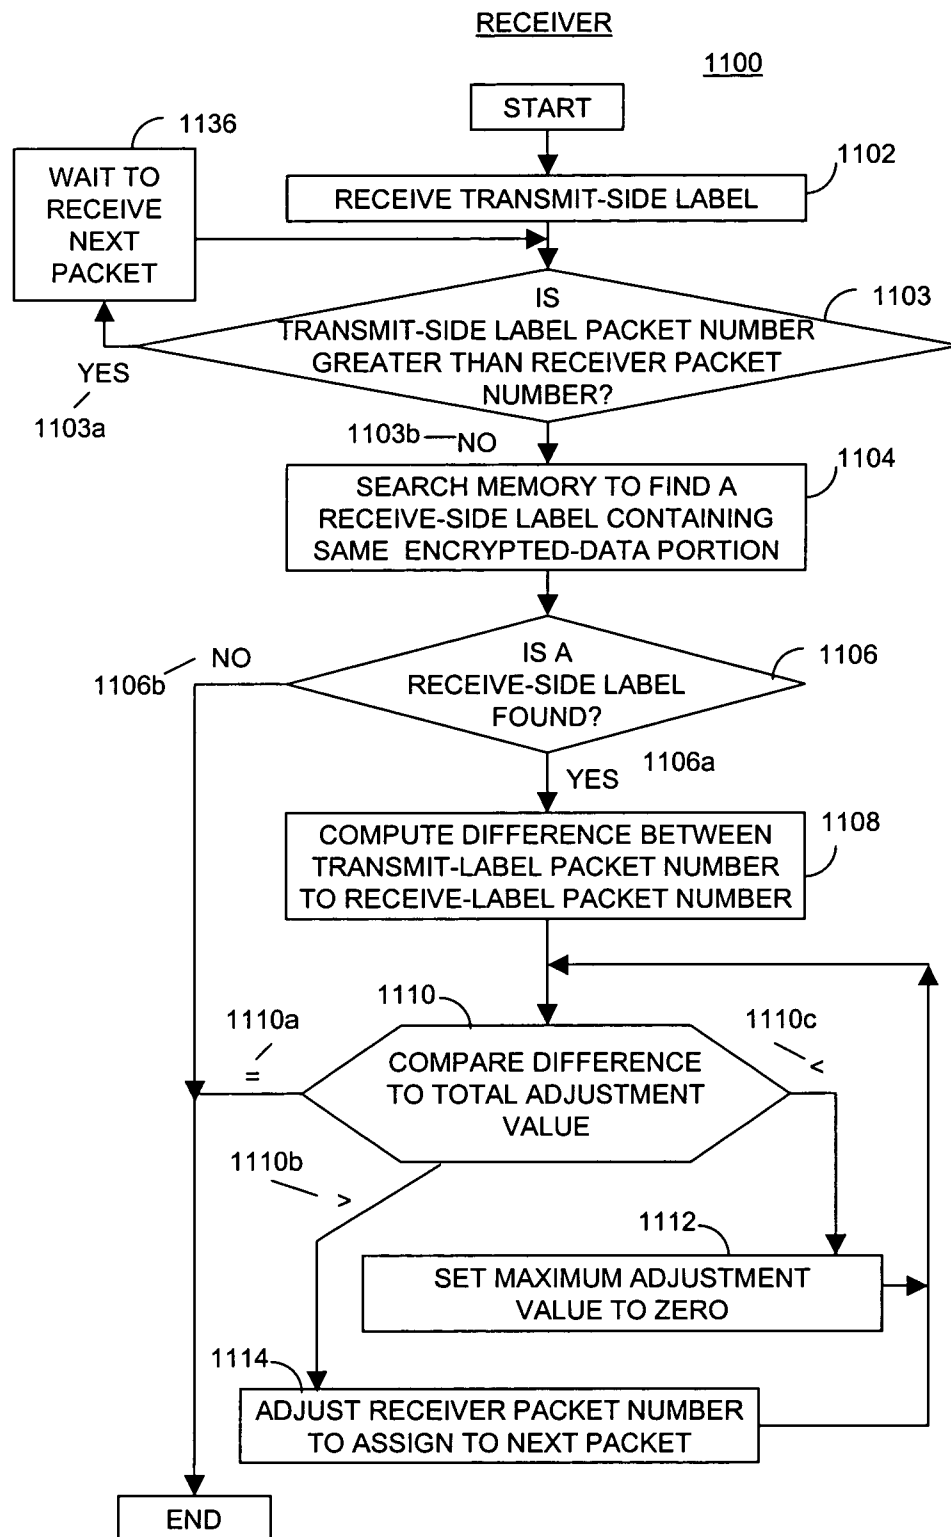 RECEIVER
1100
START
1136
WAIT TO
RECEIVE
NEXT
PACKET
1102
RECEIVE TRANSMIT-SIDE LABEL
1103
IS
TRANSMIT-SIDE LABEL PACKET NUMBER
GREATER THAN RECEIVER PACKET
NUMBER?
YES
1103a
1103b
NO
1104
SEARCH MEMORY TO FIND A
RECEIVE-SIDE LABEL CONTAINING
SAME ENCRYPTED-DATA PORTION
NO
1106b
1106
IS A
RECEIVE-SIDE LABEL
FOUND?
1106a
YES
1108
COMPUTE DIFFERENCE BETWEEN
TRANSMIT-LABEL PACKET NUMBER
TO RECEIVE-LABEL PACKET NUMBER
1110
1110a
=
1110c
<
COMPARE DIFFERENCE
TO TOTAL ADJUSTMENT
VALUE
1110b
>
1112
SET MAXIMUM ADJUSTMENT
VALUE TO ZERO
1114
ADJUST RECEIVER PACKET NUMBER
TO ASSIGN TO NEXT PACKET
END